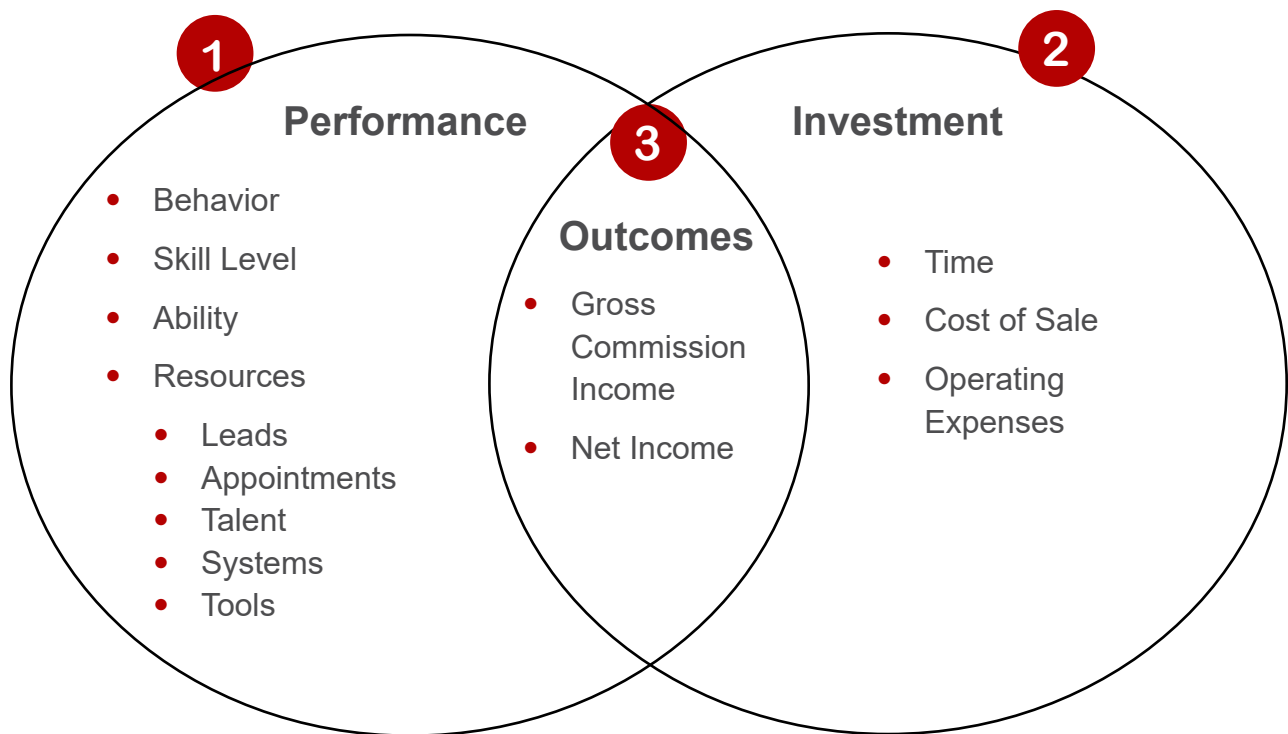 1
Performance
Behavior
Skill Level
Ability
Resources
Leads
Appointments
Talent
Systems
Tools
3
Outcomes
Gross
Commission
Income
Net Income
2
Investment
Time
Cost of Sale
Operating
Expenses